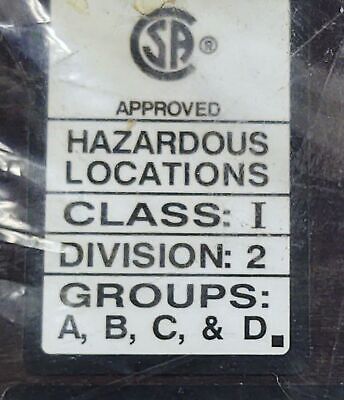 CSA ®
APPROVED
HAZARDOUS
LOCATIONS
CLASS: I
DIVISION: 2
GROUPS:
A, B, C, & D.